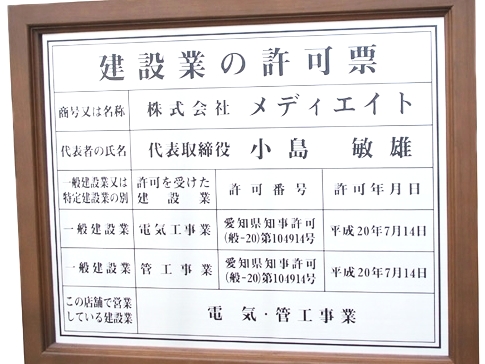 建設業の許可票
商号又は名称 株式会社 メディエイト
代表者の氏名 代表取締役 小島 敏雄
一般建設業又は 許可を受けた 許可番号 許可年月日
特定建設業の別 建設業
一般建設業 電気工事業 愛知県知事許可 平成20年7月14日
(般-20)第104914号
一般建設業 管工事業 愛知県知事許可 平成20年7月14日
(般-20)第104914号
この店舗で営業 電気・管工事業
している建設業